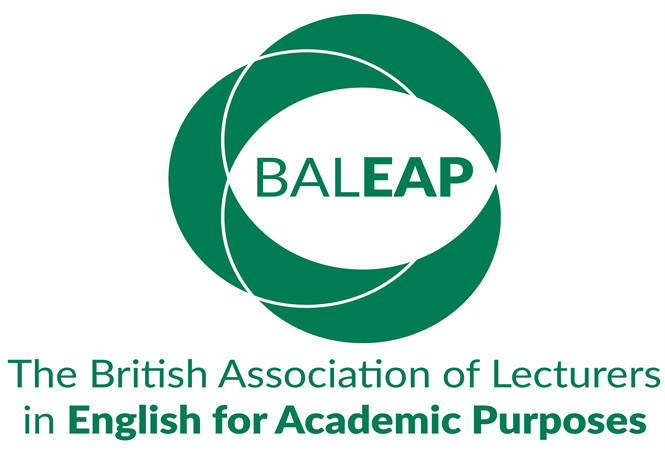 BALEAP
The British Association of Lecturers
in English for Academic Purposes